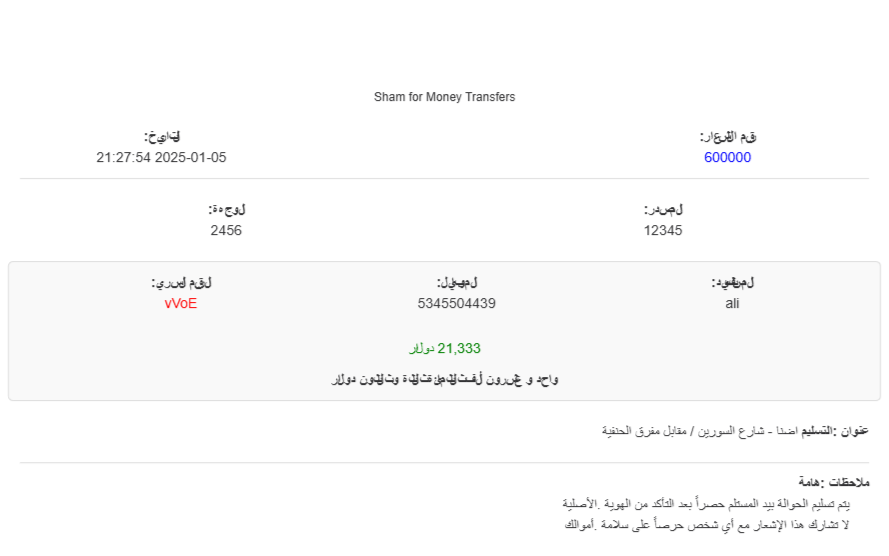 Sham for Money Transfers
رقم الإشعار:
600000
التاريخ:
2025-01-05 21:27:54
المصدر:
12345
الوجهة:
2456
المستفيد:
ali
الموبايل:
5345504439
الرقم السري:
vVoE
21,333 دولار
واحد و عشرون ألف ثلاثة وثلاثون دولار
عنوان :التسليم اضنا - شارع السورين / مقابل مفرق الحنفية
ملاحظات :هامة
يتم تسليم الحوالة بيد المستلم حصراً بعد التأكد من الهوية .الأصلية
لا تشارك هذا الإشعار مع أي شخص حرصاً على سلامة .أموالك